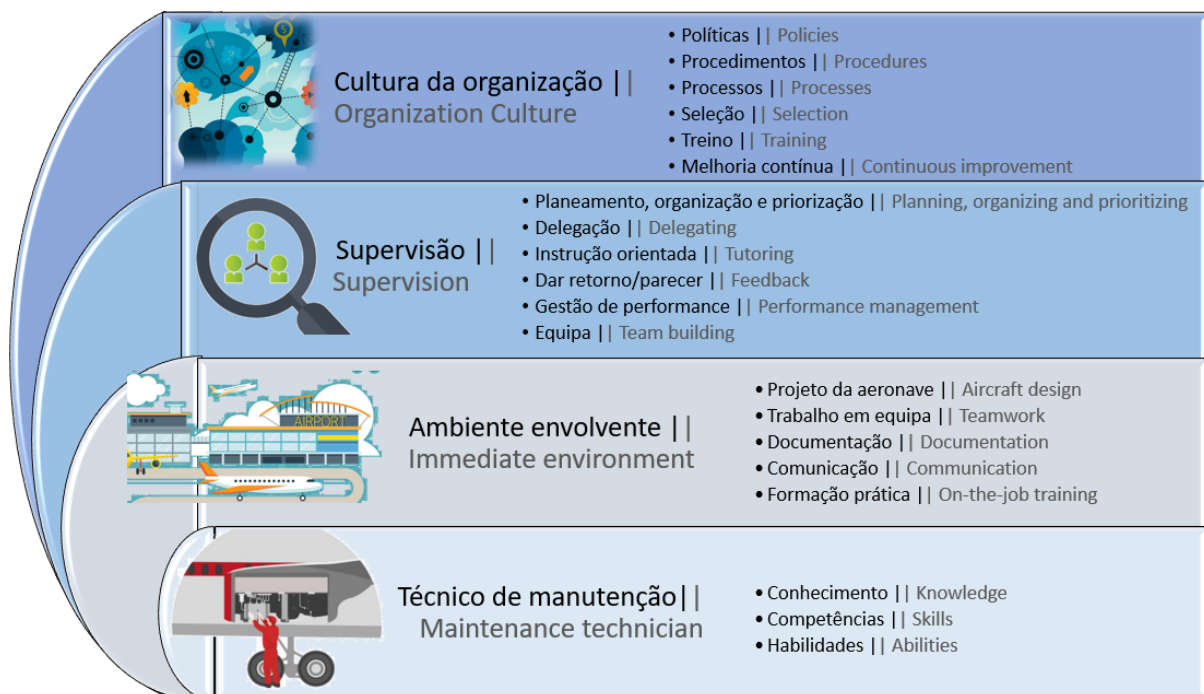 Cultura da organização ||
Organization Culture
• Políticas || Policies
• Procedimentos || Procedures
• Processos || Processes
• Seleção || Selection
• Treino || Training
• Melhoria contínua || Continuous improvement
Supervisão ||
Supervision
• Planeamento, organização e priorização || Planning, organizing and prioritizing
• Delegação || Delegating
• Instrução orientada || Tutoring
• Dar retorno/parecer || Feedback
• Gestão de performance || Performance management
• Equipa || Team building
AIRPORT
Ambiente envolvente ||
Immediate environment
• Projeto da aeronave || Aircraft design
• Trabalho em equipa || Teamwork
• Documentação || Documentation
• Comunicação || Communication
• Formação prática || On-the-job training
Técnico de manutenção||
Maintenance technician
• Conhecimento || Knowledge
• Competências || Skills
• Habilidades || Abilities